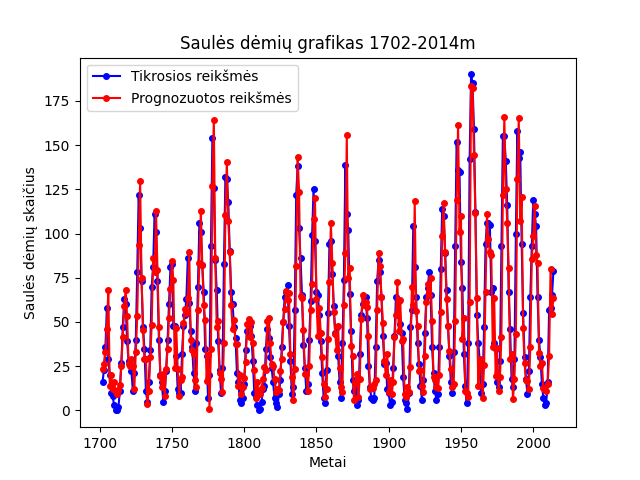 Saulės dėmių grafikas 1702-2014m
Tikrosios reikšmės
Prognozuotos reikšmės
Saulės dėmių skaičius
175
150
125
100
75
50
25
0
1700 1750 1800 1850 1900 1950 2000
Metai